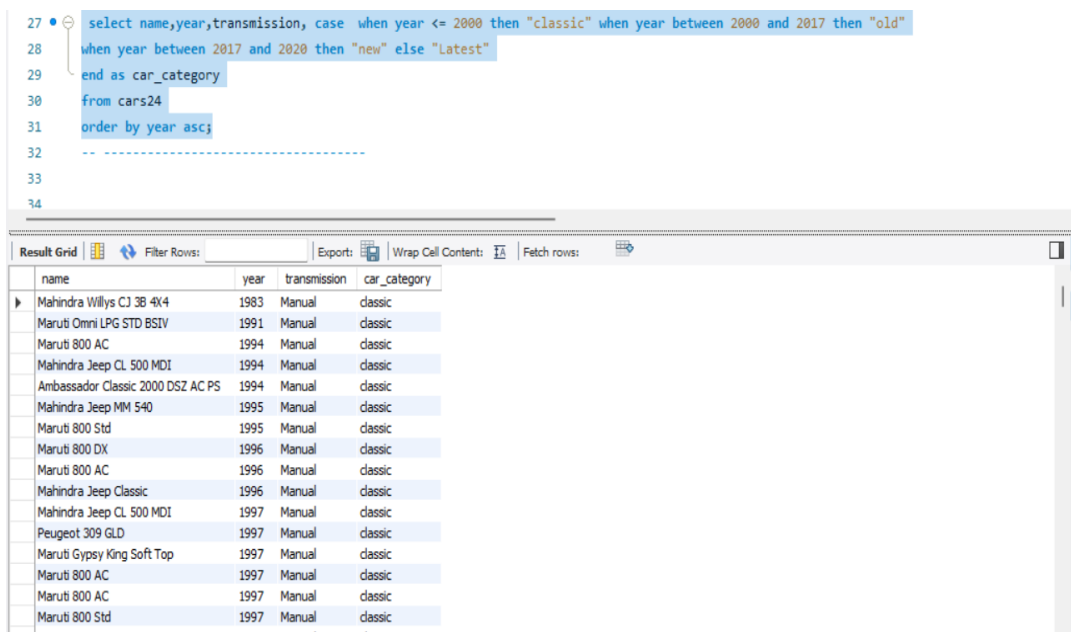 27 select name,year,transmission, case when year <= 2000 then "classic" when year between 2000 and 2017 then "old"
28 when year between 2017 and 2020 then "new" else "Latest"
29 end as car_category
30 from cars24
31 order by year asc;
32 -- ------------------------------------
33
34
Result Grid Filter Rows: Export: Wrap Cell Content: IA Fetch rows:
name year transmission car_category
Mahindra Willys CJ 3B 4X4 1983 Manual classic
Maruti Omni LPG STD BSIV 1991 Manual classic
Maruti 800 AC 1994 Manual classic
Mahindra Jeep CL 500 MDI 1994 Manual classic
Ambassador Classic 2000 DSZ AC PS 1994 Manual classic
Mahindra Jeep MM 540 1995 Manual classic
Maruti 800 Std 1995 Manual classic
Maruti 800 DX 1996 Manual classic
Maruti 800 AC 1996 Manual classic
Mahindra Jeep Classic 1996 Manual classic
Mahindra Jeep CL 500 MDI 1997 Manual classic
Peugeot 309 GLD 1997 Manual classic
Maruti Gypsy King Soft Top 1997 Manual classic
Maruti 800 AC 1997 Manual classic
Maruti 800 AC 1997 Manual classic
Maruti 800 Std 1997 Manual classic